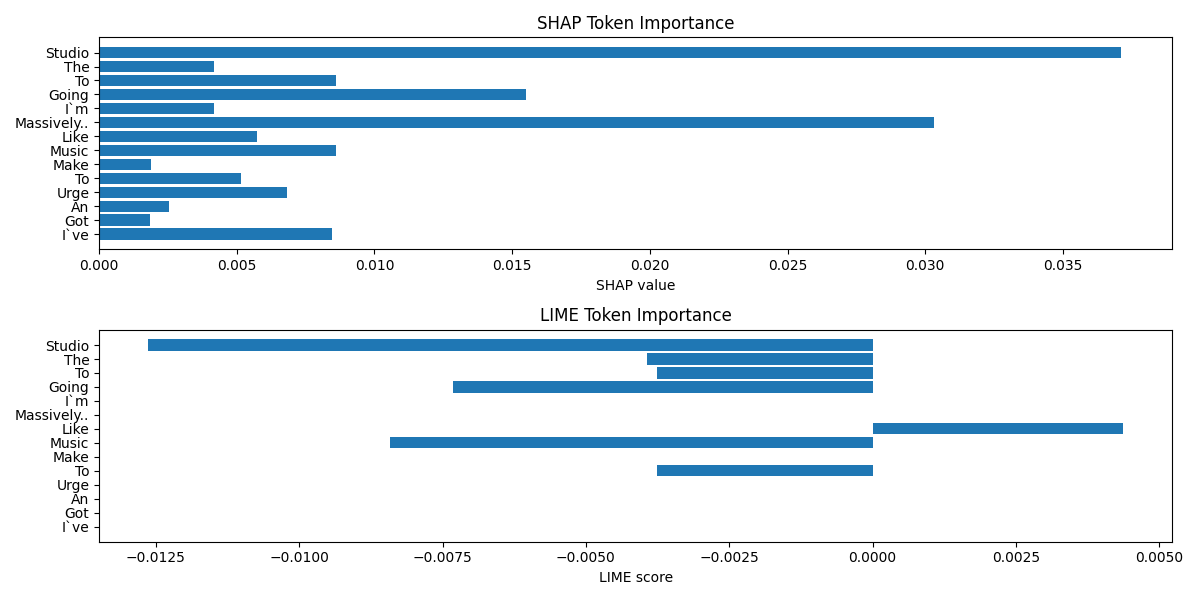 SHAP Token Importance
Studio
The
To
Going
I`m
Massively..
Like
Music
Make
To
Urge
An
Got
I`ve
0.000 0.005 0.010 0.015 0.020 0.025 0.030 0.035
SHAP value
LIME Token Importance
Studio
The
To
Going
I`m
Massively..
Like
Music
Make
To
Urge
An
Got
I`ve
−0.0125 −0.0100 −0.0075 −0.0050 −0.0025 0.0000 0.0025 0.0050
LIME score